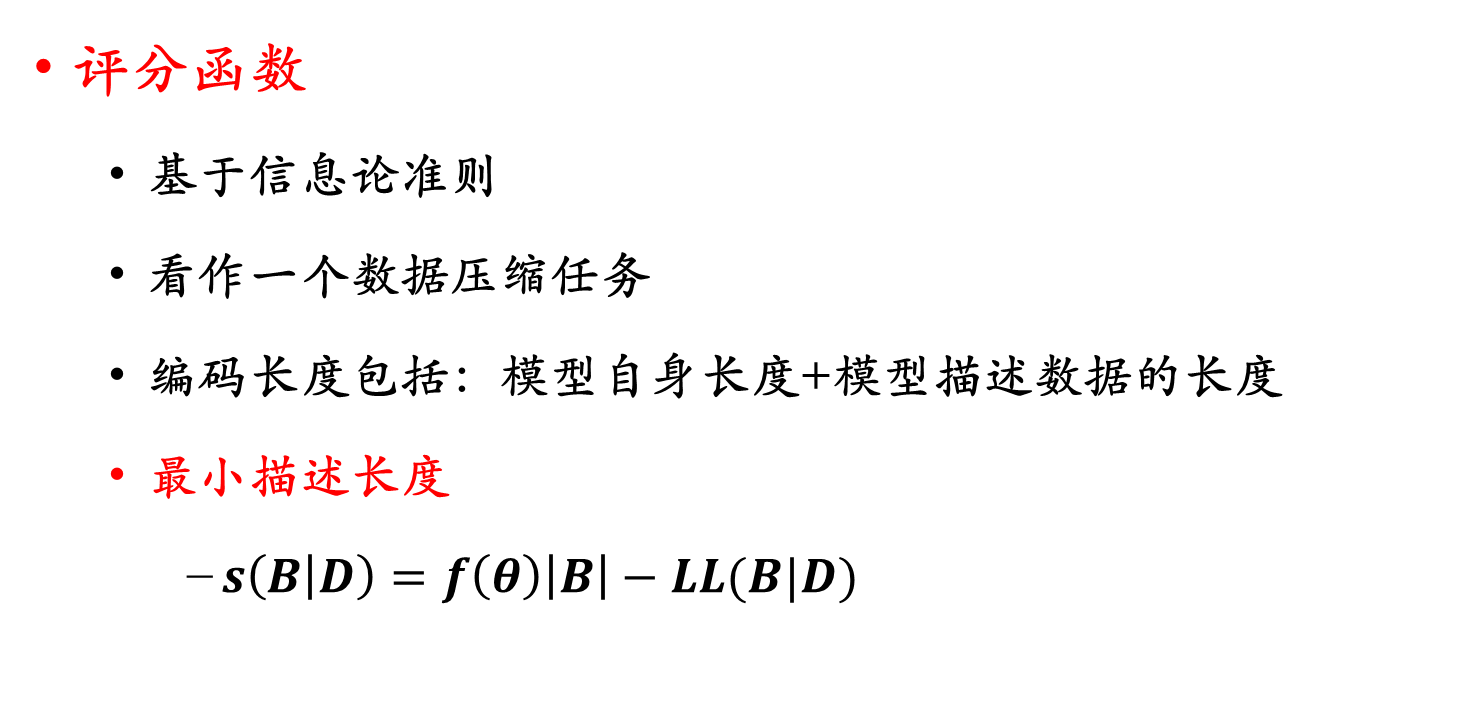 • 评分函数
• 基于信息论准则
• 看作一个数据压缩任务
• 编码长度包括：模型自身长度+模型描述数据的长度
• 最小描述长度
−s(B|D) = f(θ)|B| − LL(B|D)